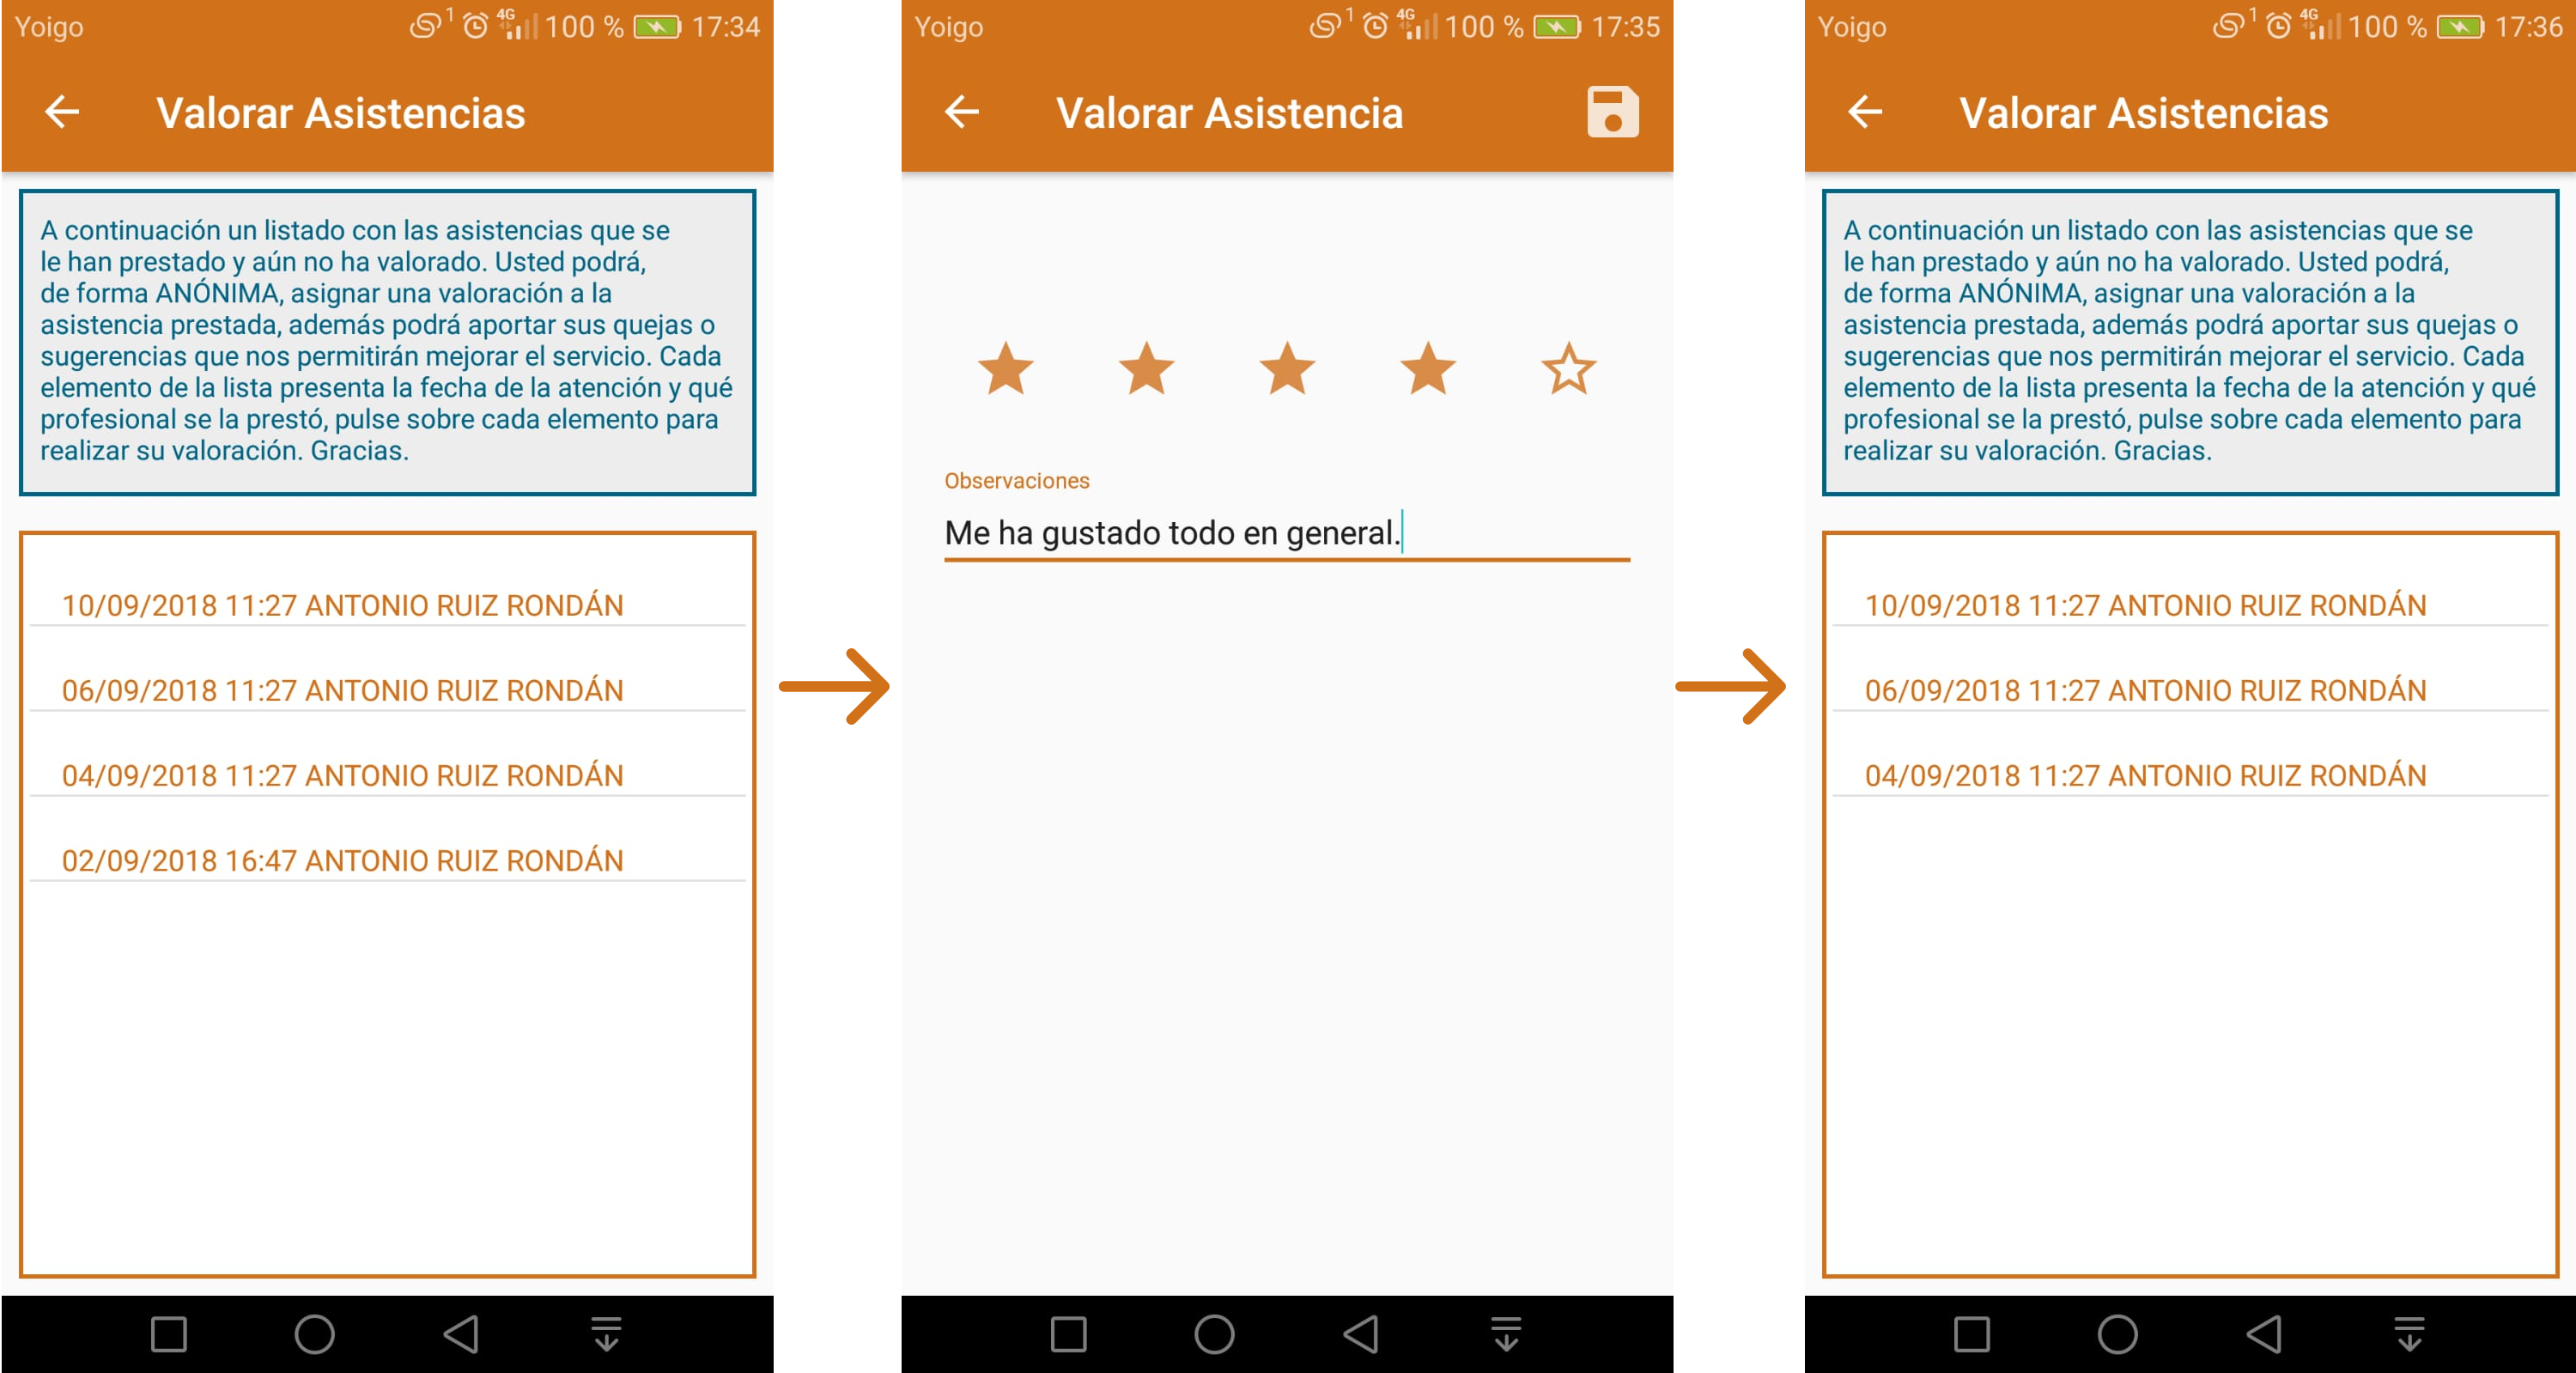 Yoigo 1 4G 100 % 17:34
Valorar Asistencias
A continuación un listado con las asistencias que se
le han prestado y aún no ha valorado. Usted podrá,
de forma ANÓNIMA, asignar una valoración a la
asistencia prestada, además podrá aportar sus quejas o
sugerencias que nos permitirán mejorar el servicio. Cada
elemento de la lista presenta la fecha de la atención y qué
profesional se la prestó, pulse sobre cada elemento para
realizar su valoración. Gracias.
10/09/2018 11:27 ANTONIO RUIZ RONDÁN
06/09/2018 11:27 ANTONIO RUIZ RONDÁN
04/09/2018 11:27 ANTONIO RUIZ RONDÁN
02/09/2018 16:47 ANTONIO RUIZ RONDÁN
Yoigo 1 4G 100 % 17:35
Valorar Asistencia
Observaciones
Me ha gustado todo en general.
Yoigo 1 4G 100 % 17:36
Valorar Asistencias
A continuación un listado con las asistencias que se
le han prestado y aún no ha valorado. Usted podrá,
de forma ANÓNIMA, asignar una valoración a la
asistencia prestada, además podrá aportar sus quejas o
sugerencias que nos permitirán mejorar el servicio. Cada
elemento de la lista presenta la fecha de la atención y qué
profesional se la prestó, pulse sobre cada elemento para
realizar su valoración. Gracias.
10/09/2018 11:27 ANTONIO RUIZ RONDÁN
06/09/2018 11:27 ANTONIO RUIZ RONDÁN
04/09/2018 11:27 ANTONIO RUIZ RONDÁN